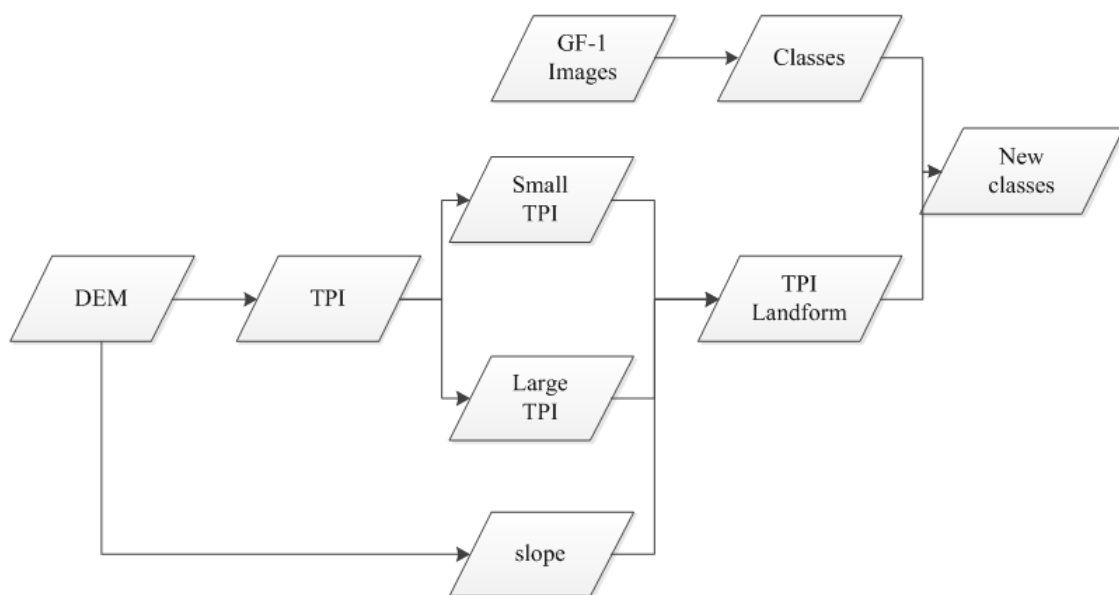 GF-1
Images
Classes
New
classes
Small
TPI
DEM
TPI
TPI
Landform
Large
TPI
slope